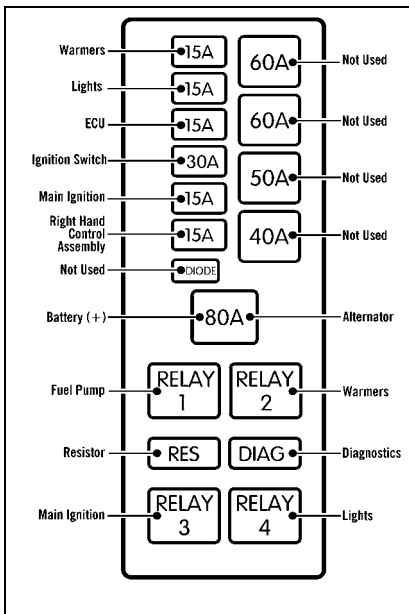 Warmers 15A 60A Not Used
Lights 15A
ECU 15A 60A Not Used
Ignition Switch 30A
50A Not Used
Main Ignition 15A
Right Hand
Control
Assembly 15A 40A Not Used
Not Used DIODE
Battery (+) 80A Alternator
Fuel Pump RELAY 1 RELAY 2 Warmers
Resistor RES DIAG Diagnostics
Main Ignition RELAY 3 RELAY 4 Lights